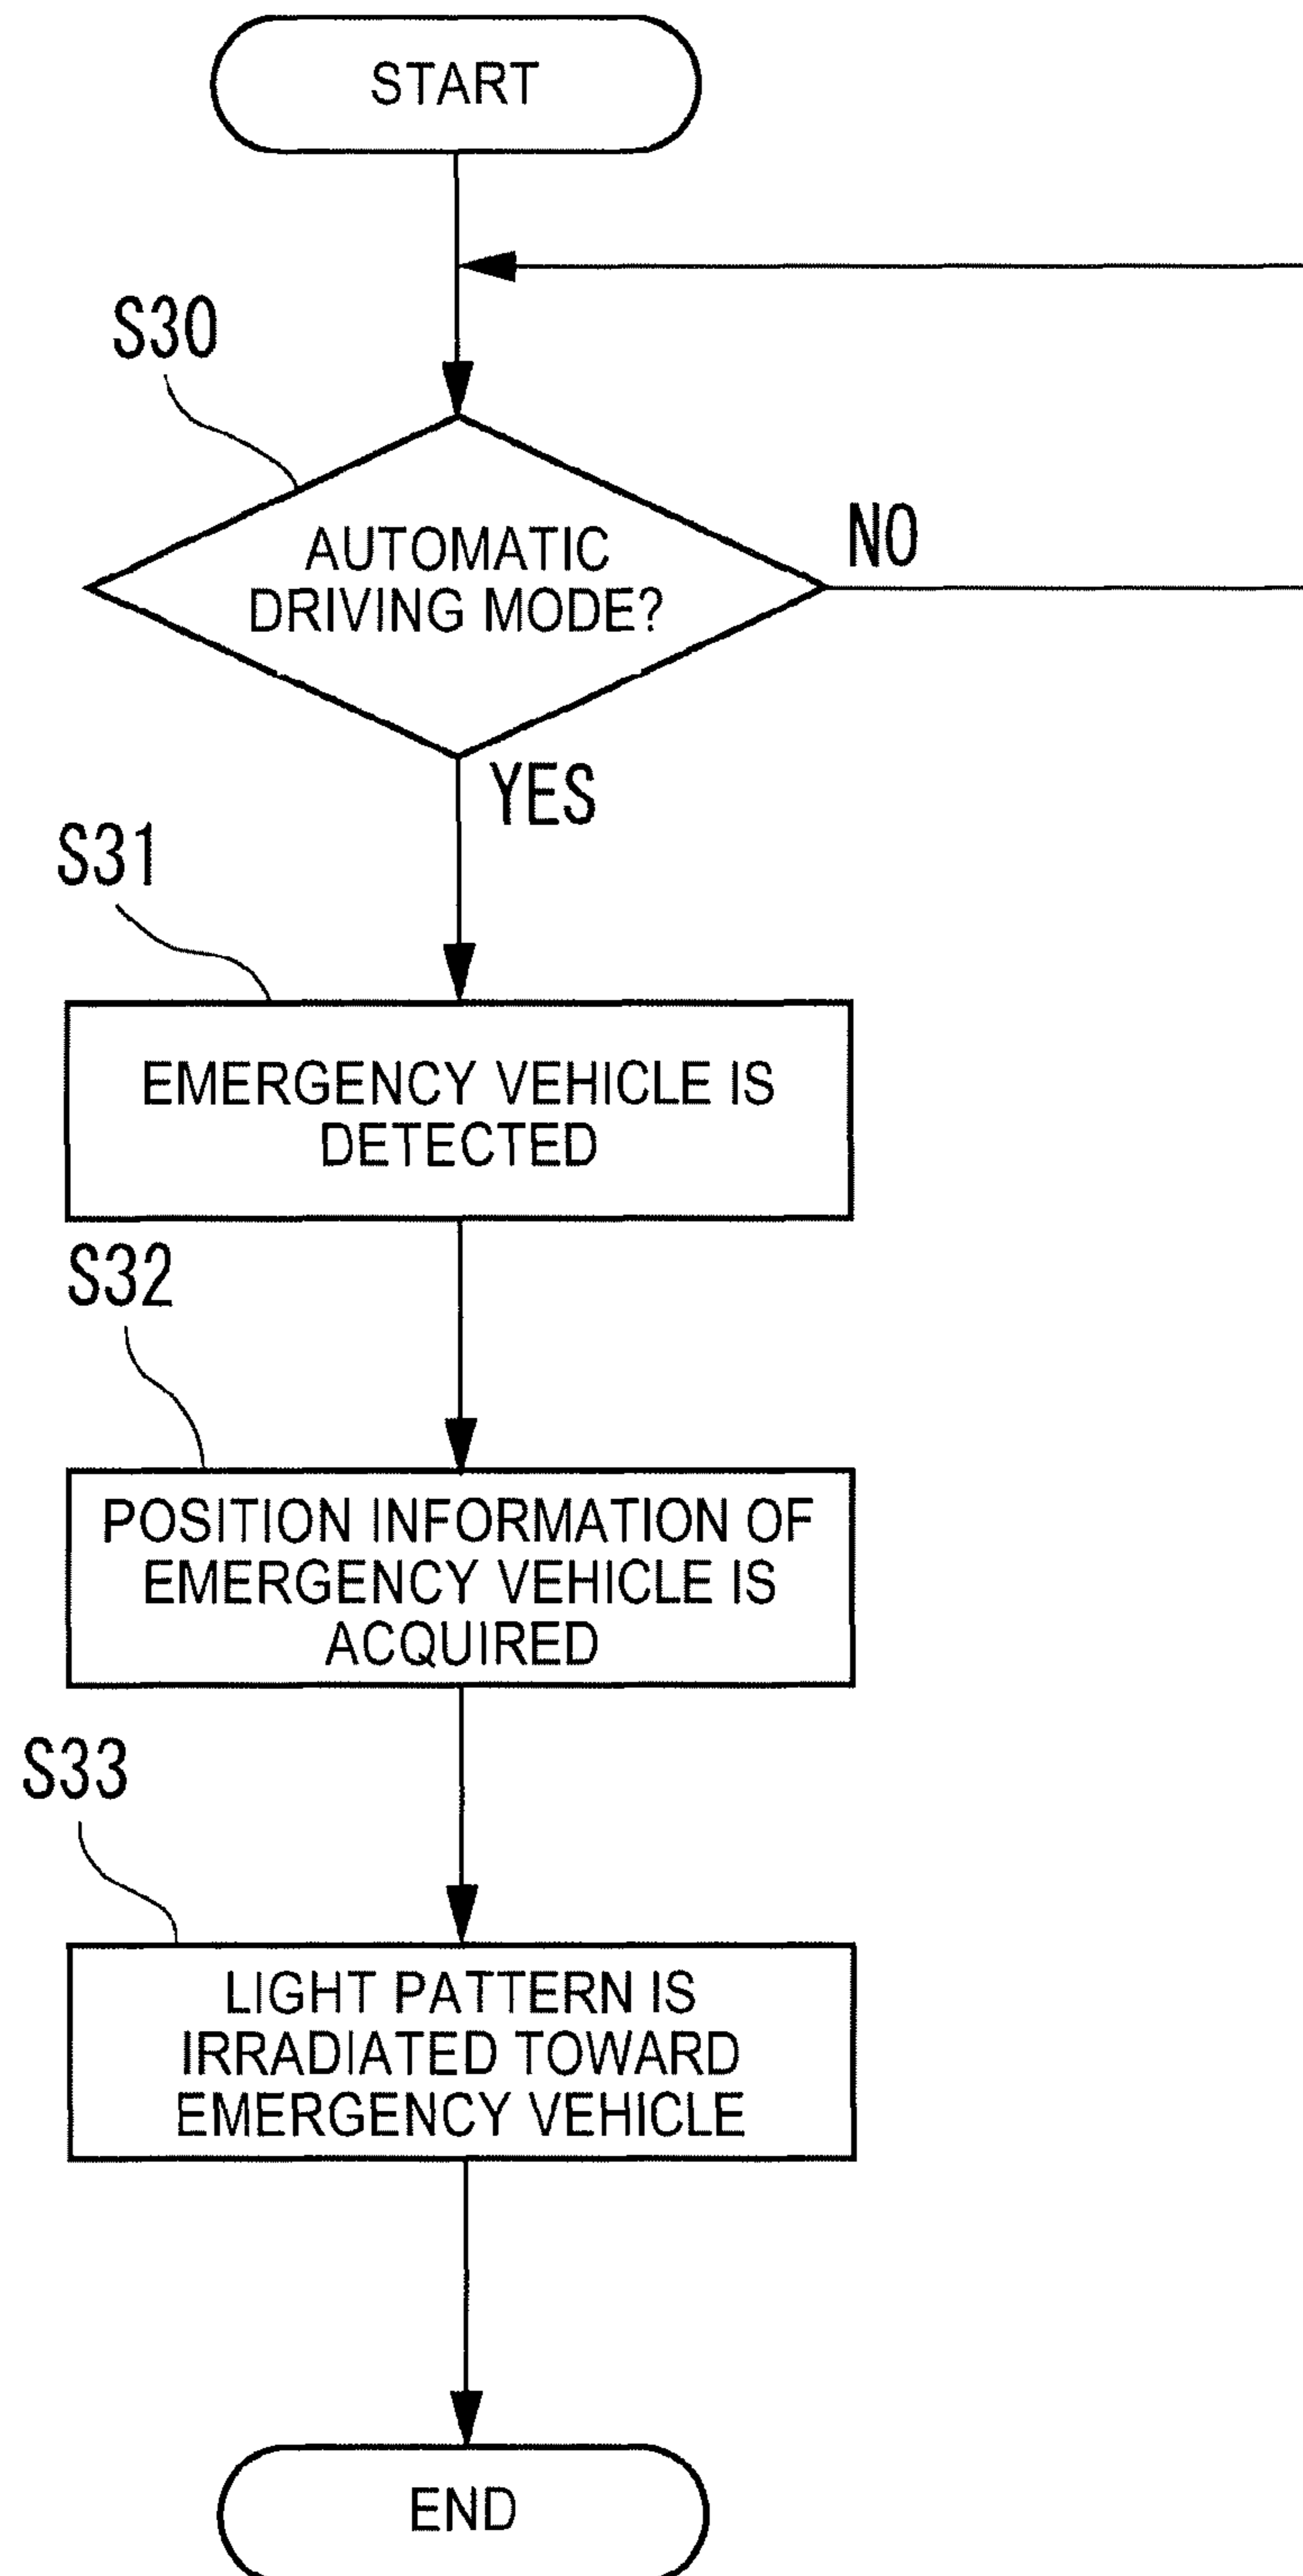 START
S30
AUTOMATIC
DRIVING MODE?
NO
YES
S31
EMERGENCY VEHICLE IS
DETECTED
S32
POSITION INFORMATION OF
EMERGENCY VEHICLE IS
ACQUIRED
S33
LIGHT PATTERN IS
IRRADIATED TOWARD
EMERGENCY VEHICLE
END